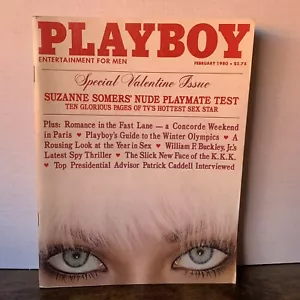 PLAYBOY
ENTERTAINMENT FOR MEN
FEBRUARY 1980 • $2.75
Special Valentine Issue
SUZANNE SOMERS' NUDE PLAYMATE TEST
TEN GLORIOUS PAGES OF TV'S HOTTEST SEX STAR
Plus: Romance in the Fast Lane — a Concorde Weekend
in Paris ♥ Playboy's Guide to the Winter Olympics ♥ A
Rousing Look at the Year in Sex ♥ William F. Buckley, Jr.'s
Latest Spy Thriller ♥ The Slick New Face of the K.K.K.
♥ Top Presidential Advisor Patrick Caddell Interviewed